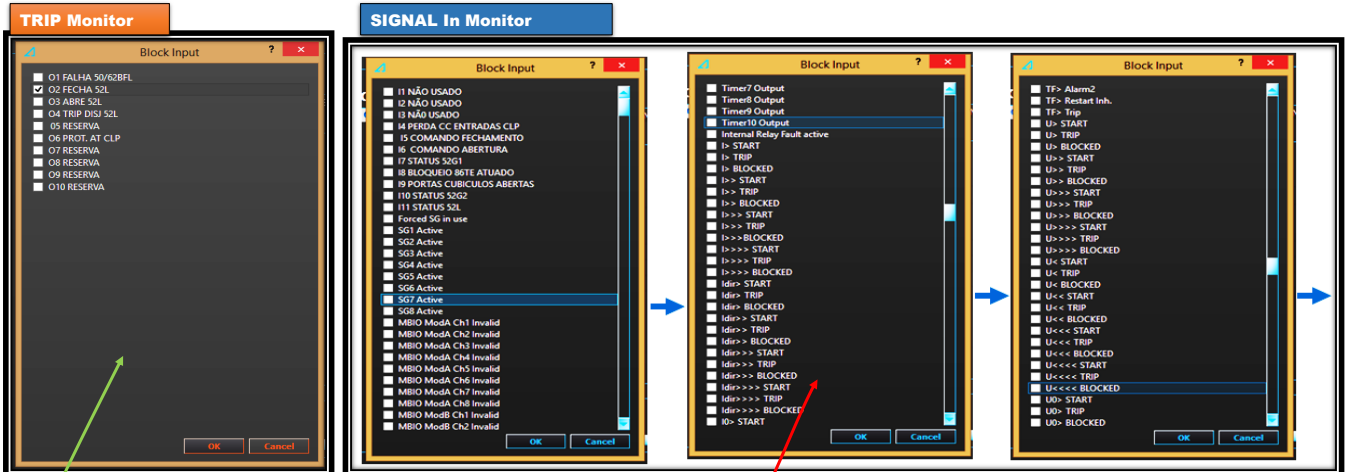 TRIP Monitor
SIGNAL In Monitor
Block Input ? ×
O1 FALHA 50/62BFL
O2 FECHA 52L
O3 ABRE 52L
O4 TRIP DISJ 52L
05 RESERVA
O6 PROT. AT CLP
O7 RESERVA
O8 RESERVA
O9 RESERVA
O10 RESERVA
OK Cancel
Block Input ? ×
I1 NÃO USADO
I2 NÃO USADO
I3 NÃ0 USADO
I4 PERDA CC ENTRADAS CLP
I5 COMANDO FECHAMENTO
I6 COMANDO ABERTURA
I7 STATUS 52G1
I8 BLOQUEIO 86TE ATUADO
I9 PORTAS CUBICULOS ABERTAS
I10 STATUS 52G2
I11 STATUS 52L
Forced SG in use
SG1 Active
SG2 Active
SG3 Active
SG4 Active
SG5 Active
SG6 Active
SG7 Active
SG8 Active
MBIO ModA Ch1 Invalid
MBIO ModA Ch2 Invalid
MBIO ModA Ch3 Invalid
MBIO ModA Ch4 Invalid
MBIO ModA Ch5 Invalid
MBIO ModA Ch6 Invalid
MBIO ModA Ch7 Invalid
MBIO ModA Ch8 Invalid
MBIO ModB Ch1 Invalid
MBIO ModB Ch2 Invalid
OK Cancel
Block Input ? ×
Timer7 Output
Timer8 Output
Timer9 Output
Timer10 Output
Internal Relay Fault active
I> START
I> TRIP
I> BLOCKED
I>> START
I>> TRIP
I>> BLOCKED
I>>> START
I>>> TRIP
I>>>BLOCKED
I>>>> START
I>>>> TRIP
I>>>> BLOCKED
Idir> START
Idir> TRIP
Idir> BLOCKED
Idir>> START
Idir>> TRIP
Idir>> BLOCKED
Idir>>> START
Idir>>> TRIP
Idir>>> BLOCKED
Idir>>>> START
Idir>>>> TRIP
Idir>>>> BLOCKED
I0> START
OK Cancel
Block Input ? ×
TF> Alarm2
TF> Restart Inh.
TF> Trip
U> START
U> TRIP
U> BLOCKED
U>> START
U>> TRIP
U>> BLOCKED
U>>> START
U>>> TRIP
U>>> BLOCKED
U>>>> START
U>>>> TRIP
U>>>> BLOCKED
U< START
U< TRIP
U< BLOCKED
U<< START
U<< TRIP
U<< BLOCKED
U<<< START
U<<< TRIP
U<<< BLOCKED
U<<<< START
U<<<< TRIP
U<<<< BLOCKED
U0> START
U0> TRIP
U0> BLOCKED
OK Cancel